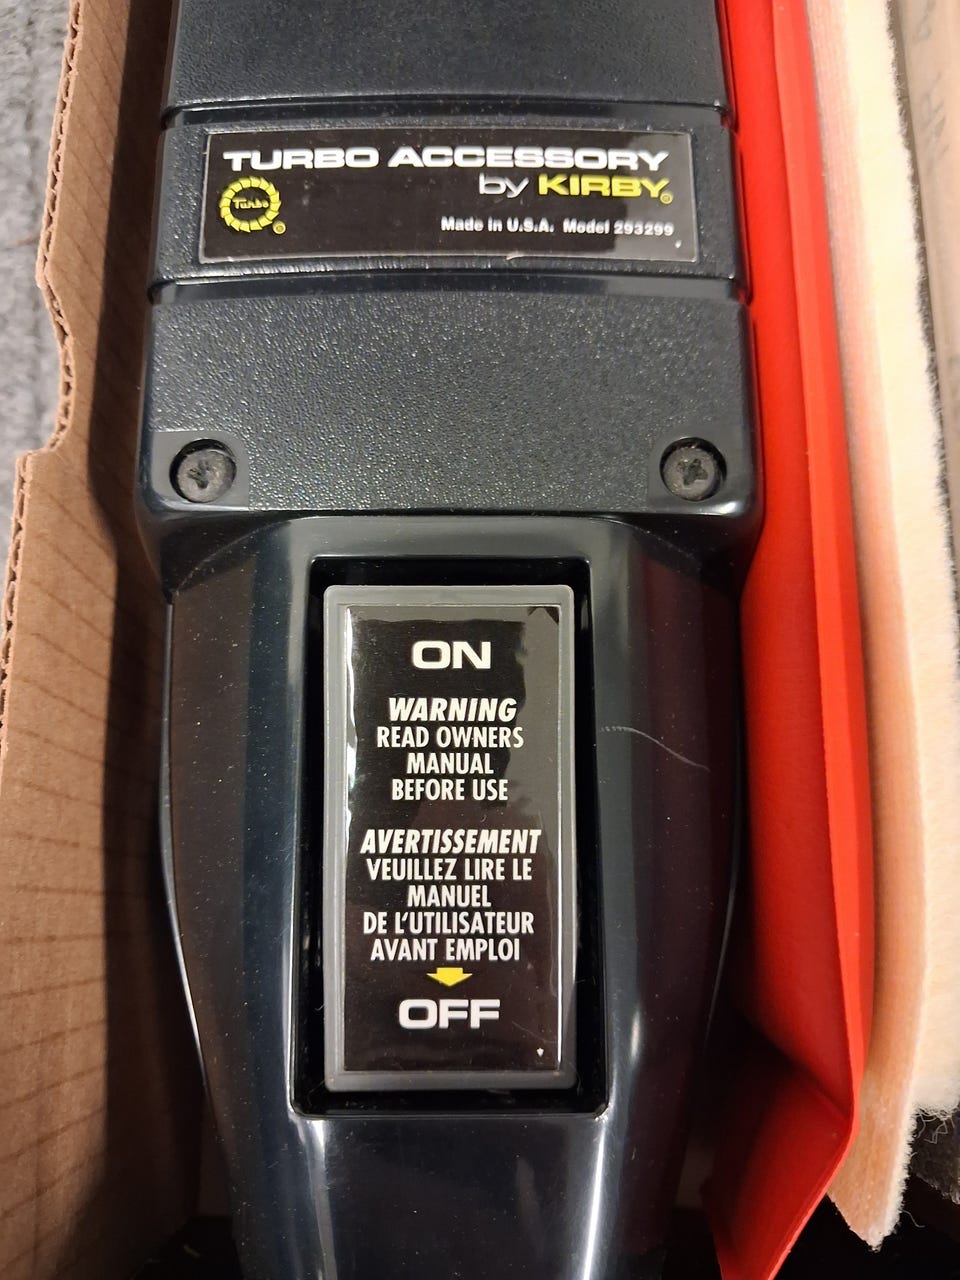 TURBO ACCESSORY
by KIRBY®
Turbo ®
Made in U.S.A. Model 293299
ON
WARNING
READ OWNERS
MANUAL
BEFORE USE
AVERTISSEMENT
VEUILLEZ LIRE LE
MANUEL
DE L'UTILISATEUR
AVANT EMPLOI
OFF